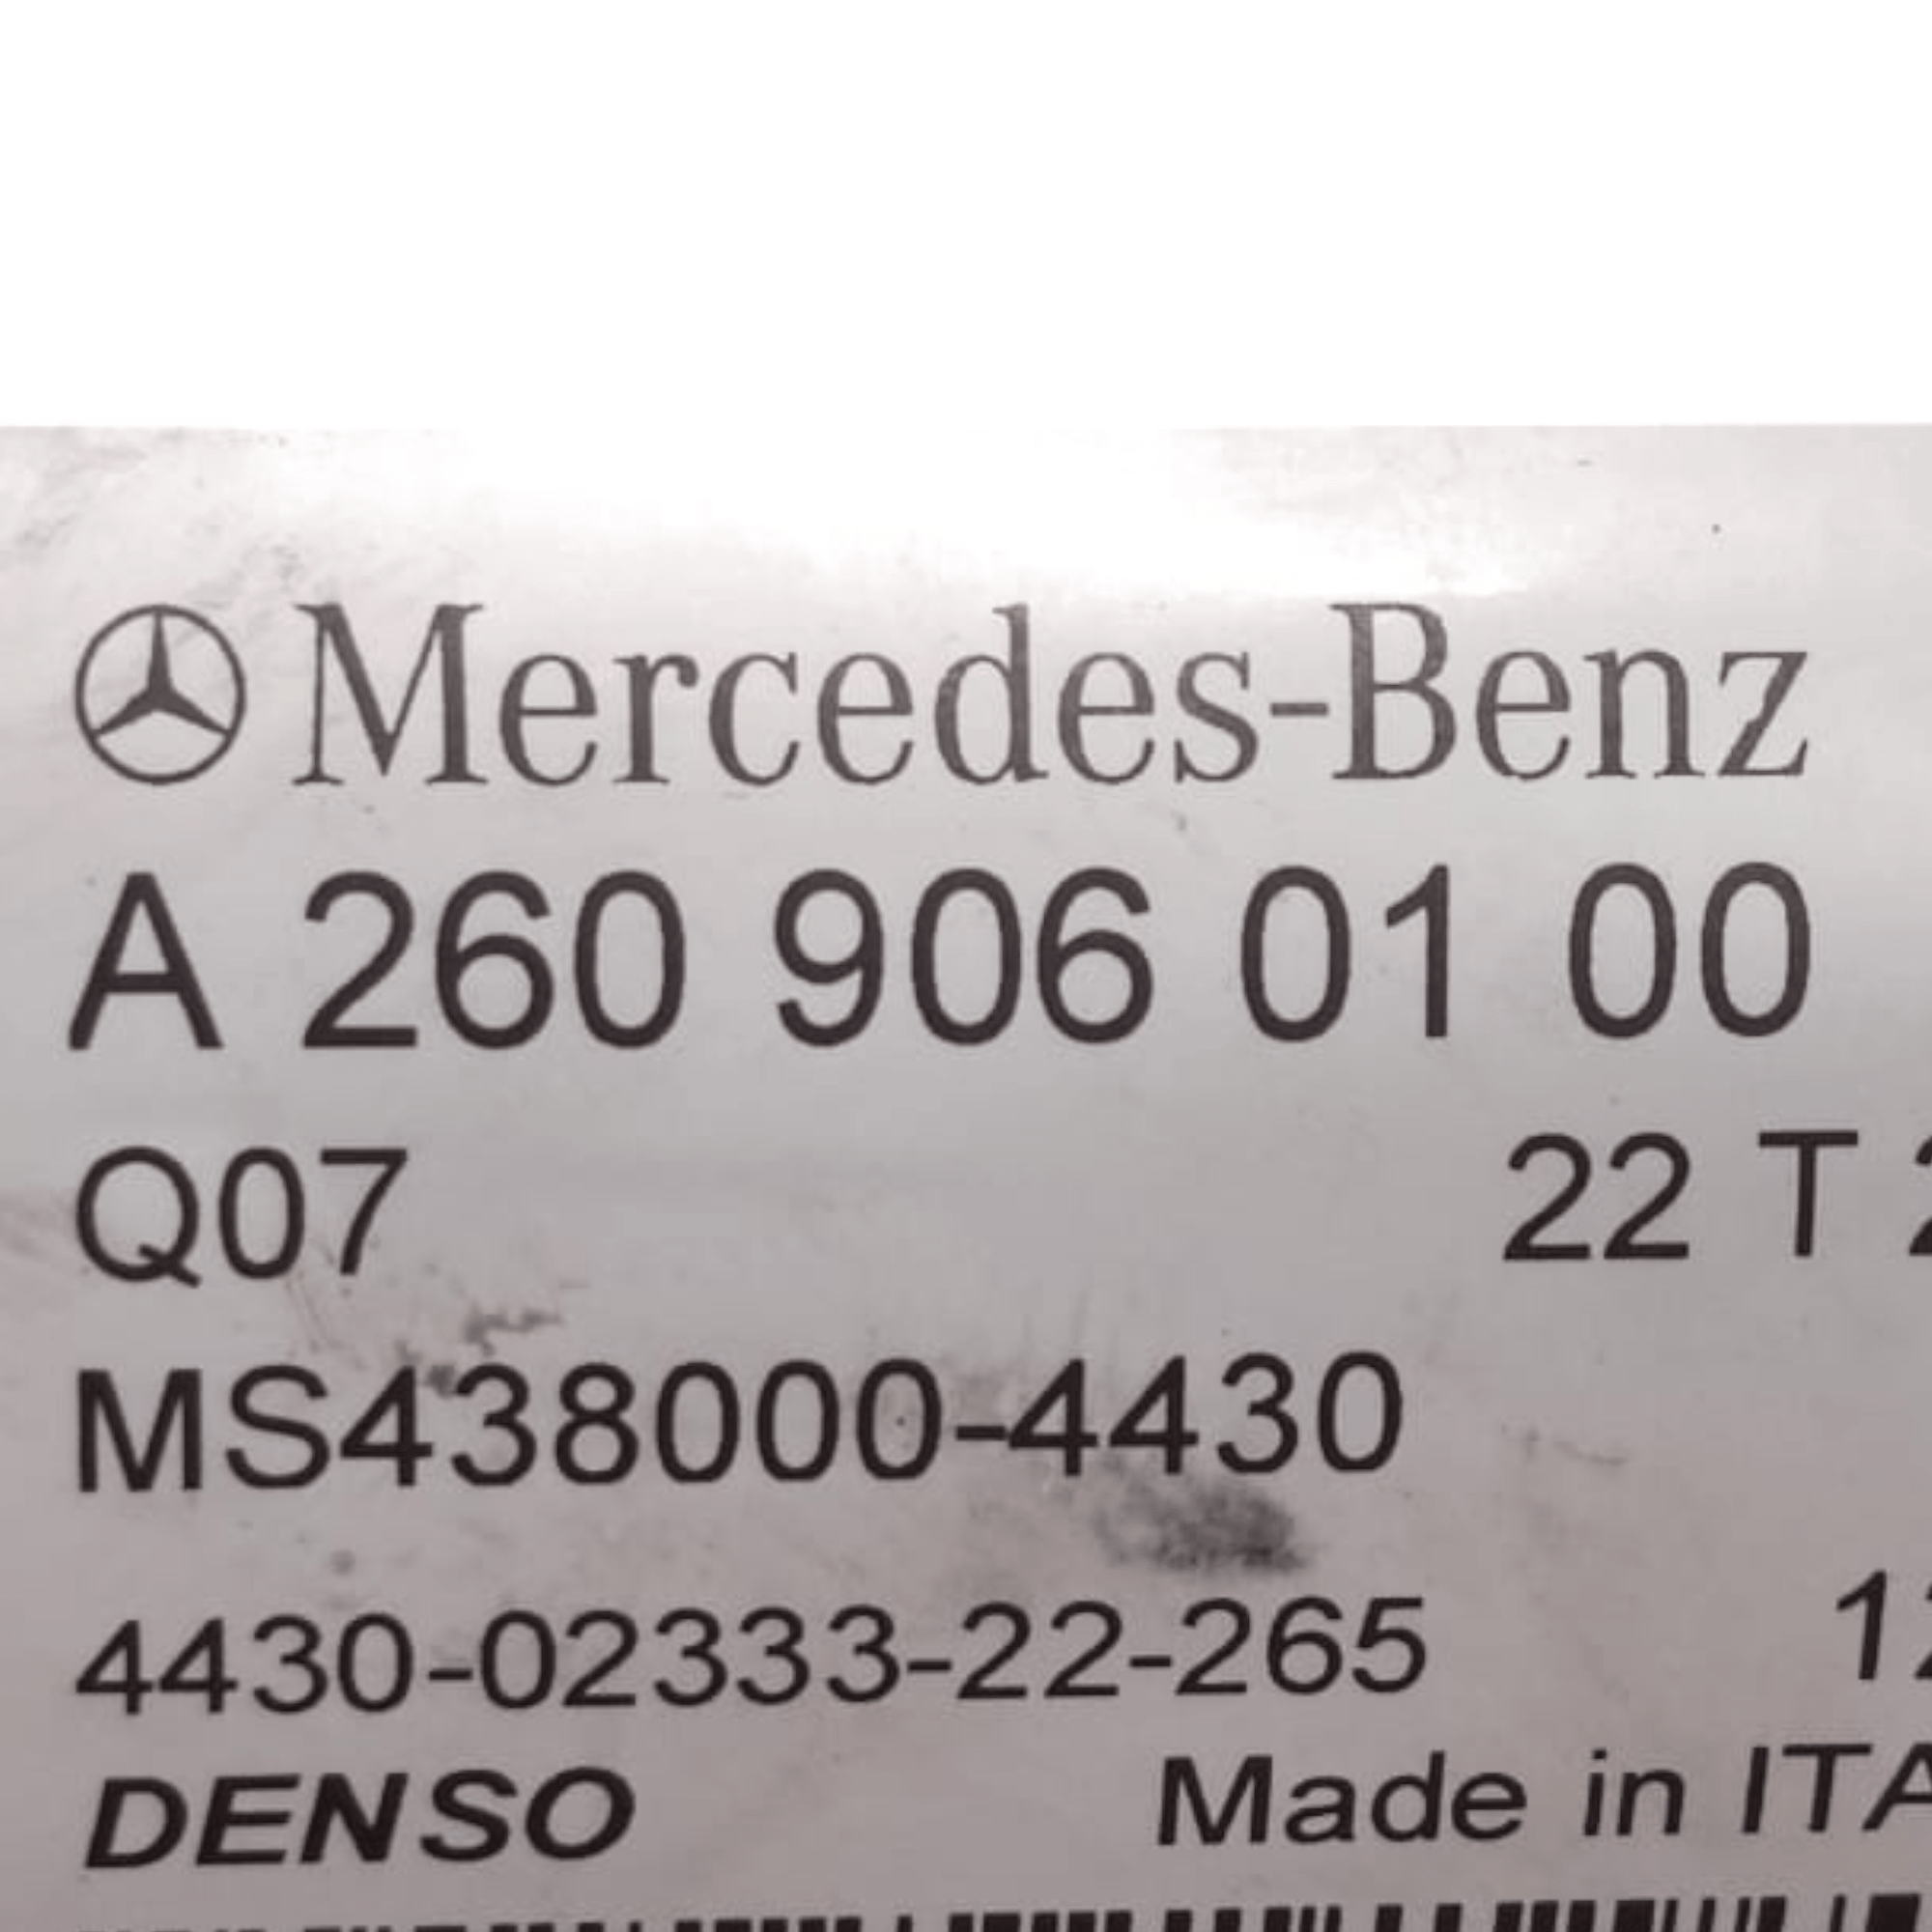 Mercedes-Benz
A 260 906 01 00
Q07 22 T
MS438000-4430
4430-02333-22-265
DENSO Made in